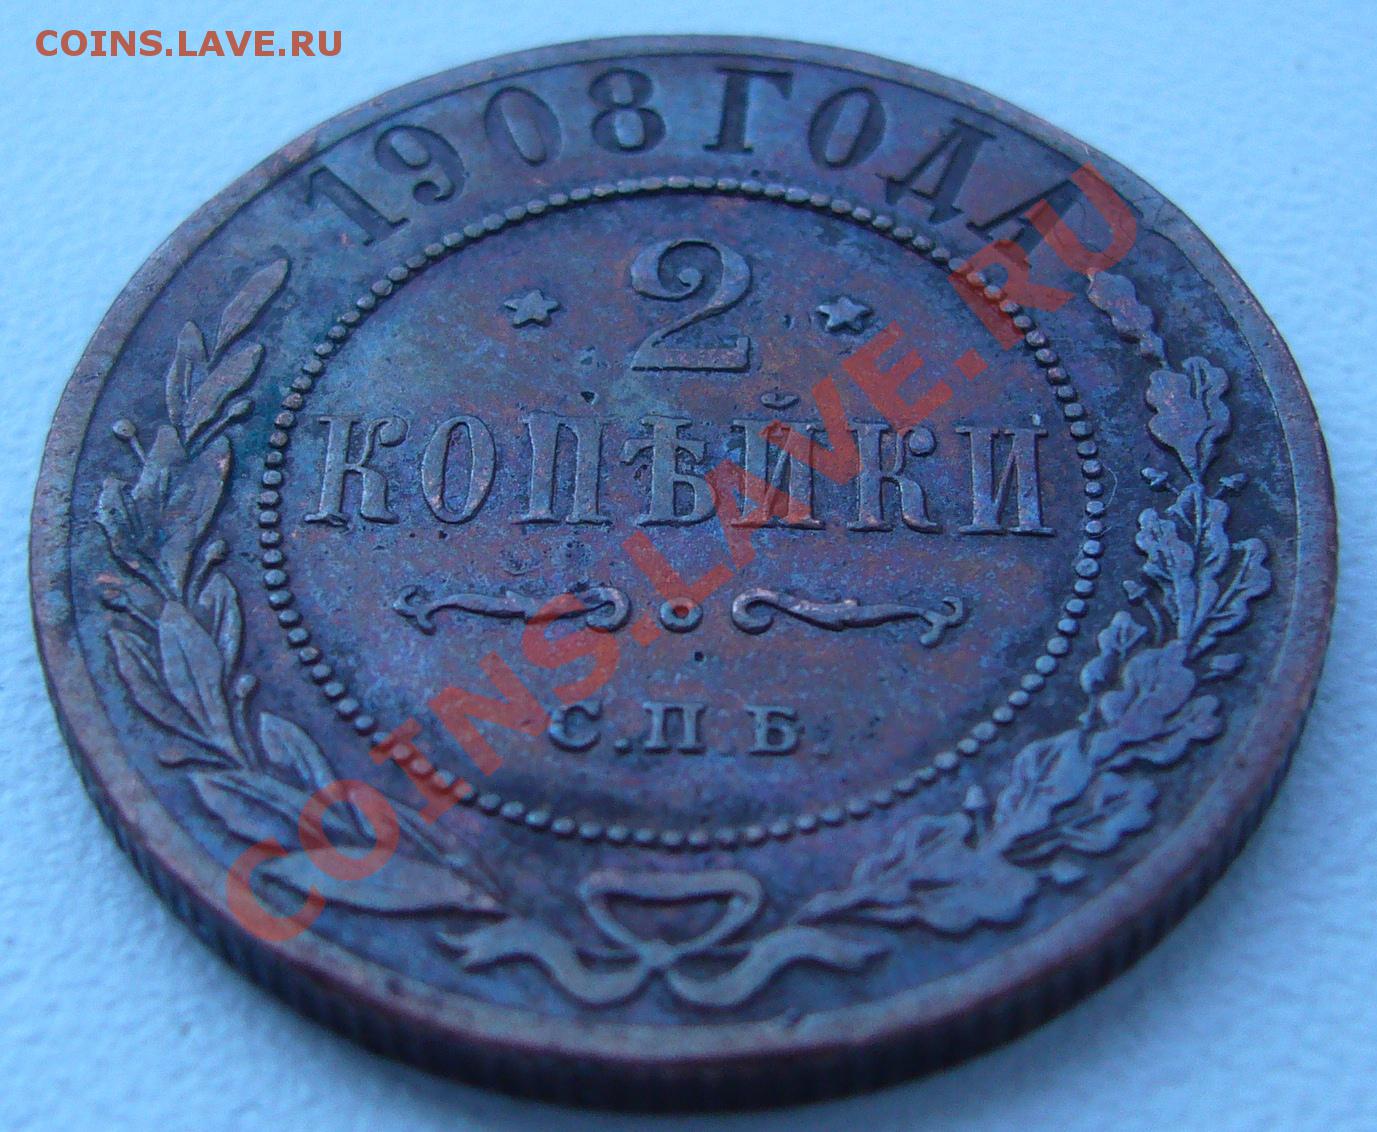 COINS.LAVE.RU
1908 ГОДА
2
КОПѢЙКИ
С.П.Б.
COINS.LAVE.RU